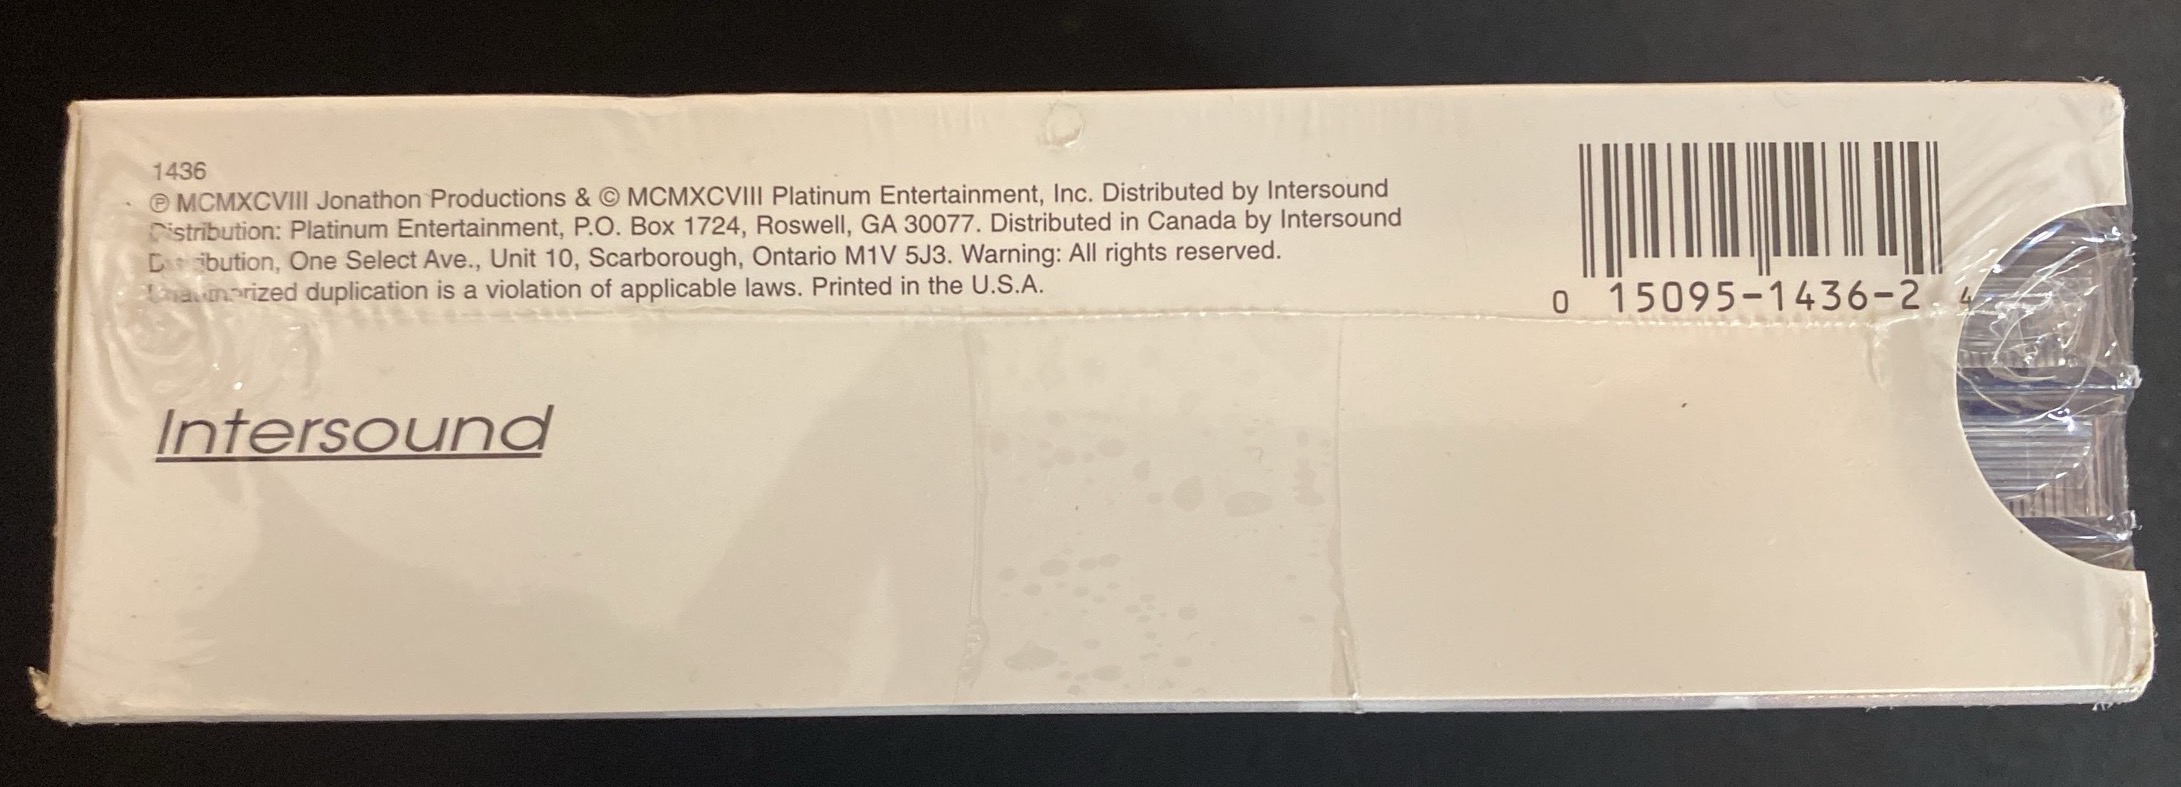 1436
℗ MCMXCVIII Jonathon Productions & © MCMXCVIII Platinum Entertainment, Inc. Distributed by Intersound
Distribution: Platinum Entertainment, P.O. Box 1724, Roswell, GA 30077. Distributed in Canada by Intersound
Distribution, One Select Ave., Unit 10, Scarborough, Ontario M1V 5J3. Warning: All rights reserved.
Unauthorized duplication is a violation of applicable laws. Printed in the U.S.A.
0 15095-1436-2 4
Intersound